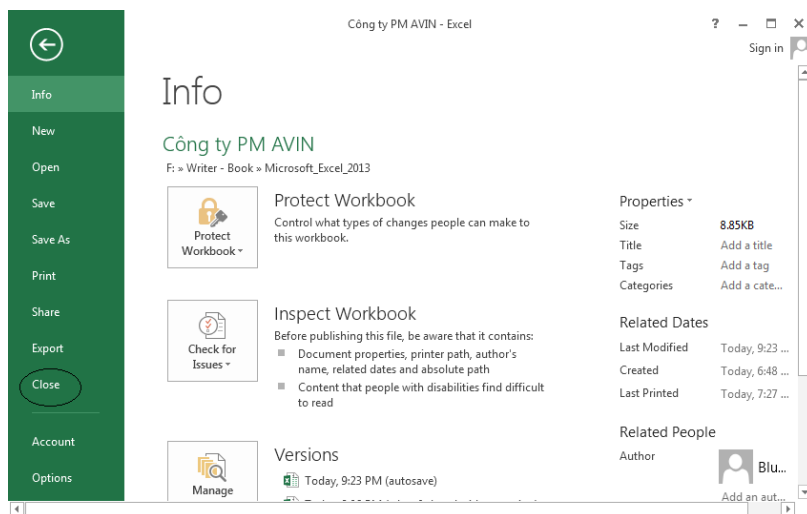 Công ty PM AVIN - Excel
?
Sign in
Info
New
Open
Save
Save As
Print
Share
Export
Close
Account
Options
Info
Công ty PM AVIN
F: » Writer - Book » Microsoft_Excel_2013
Protect
Workbook
Protect Workbook
Control what types of changes people can make to
this workbook.
Check for
Issues
Inspect Workbook
Before publishing this file, be aware that it contains:
Document properties, printer path, author's
name, related dates and absolute path
Content that people with disabilities find difficult
to read
Manage
Versions
Today, 9:23 PM (autosave)
Properties
Size 8.85KB
Title Add a title
Tags Add a tag
Categories Add a cate...
Related Dates
Last Modified Today, 9:23 ...
Created Today, 6:48 ...
Last Printed Today, 7:27 ...
Related People
Author Blu...
Add an aut...